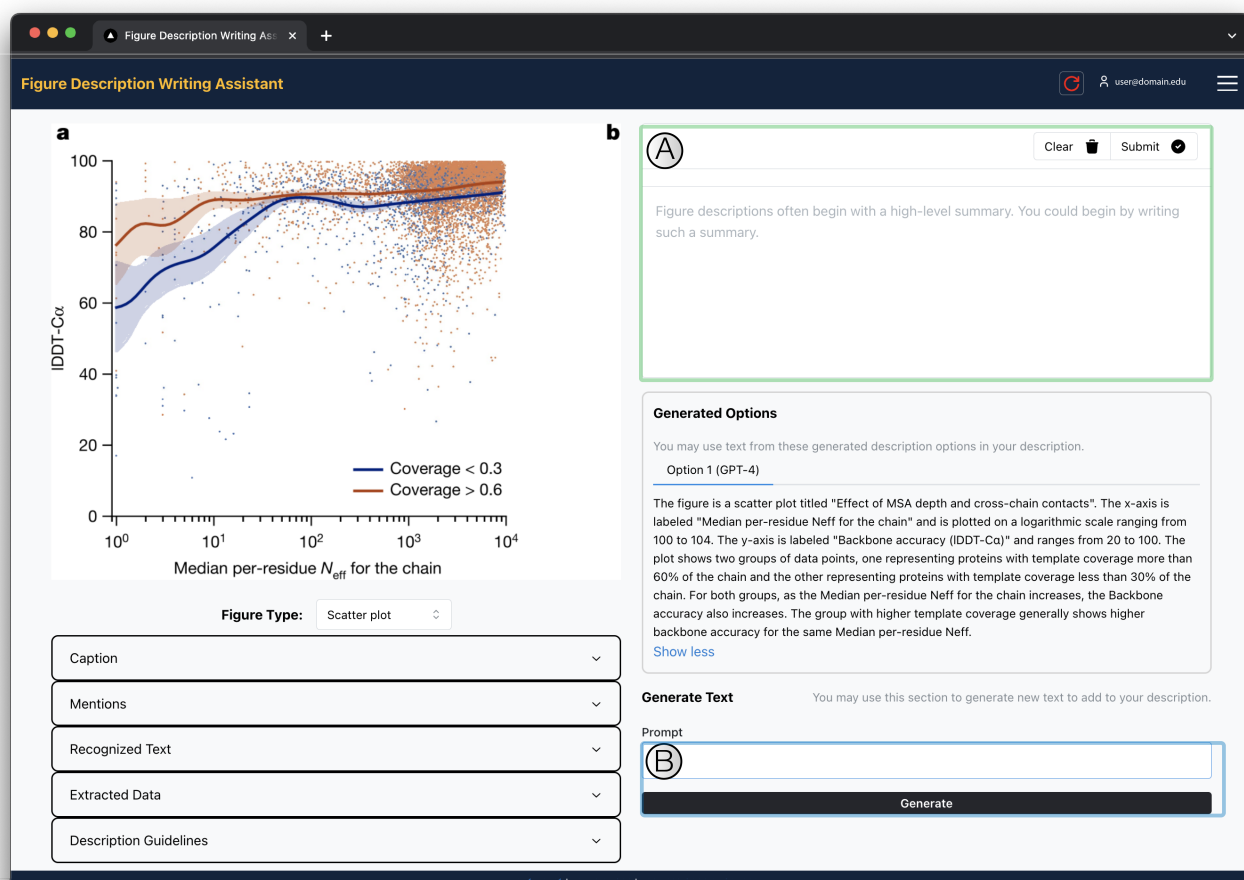 Figure Description Writing Ass
Figure Description Writing Assistant
user@domain.edu
a
b
100
80
60
40
20
0
lDDT-Cα
Coverage < 0.3
Coverage > 0.6
10⁰ 10¹ 10² 10³ 10⁴
Median per-residue Neff for the chain
Figure Type: Scatter plot
Caption
Mentions
Recognized Text
Extracted Data
Description Guidelines
A
Clear Submit
Figure descriptions often begin with a high-level summary. You could begin by writing
such a summary.
Generated Options
You may use text from these generated description options in your description.
Option 1 (GPT-4)
The figure is a scatter plot titled "Effect of MSA depth and cross-chain contacts". The x-axis is
labeled "Median per-residue Neff for the chain" and is plotted on a logarithmic scale ranging from
100 to 104. The y-axis is labeled "Backbone accuracy (lDDT-Cα)" and ranges from 20 to 100. The
plot shows two groups of data points, one representing proteins with template coverage more than
60% of the chain and the other representing proteins with template coverage less than 30% of the
chain. For both groups, as the Median per-residue Neff for the chain increases, the Backbone
accuracy also increases. The group with higher template coverage generally shows higher
backbone accuracy for the same Median per-residue Neff.
Show less
Generate Text You may use this section to generate new text to add to your description.
Prompt
B
Generate